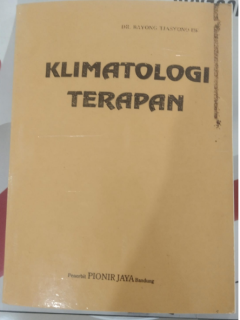 KLIMATOLOGI
TERAPAN
Penerbit PIONIR JAYA Bandung